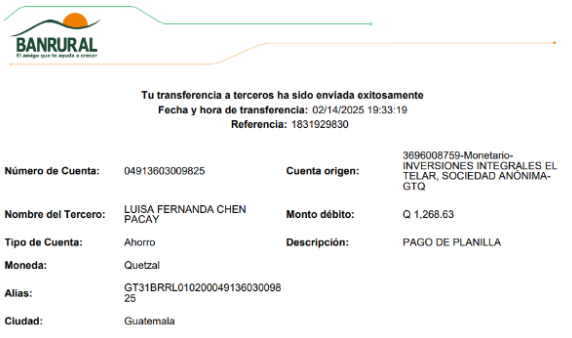 BANRURAL
El amigo que te ayuda a crecer
Tu transferencia a terceros ha sido enviada exitosamente
Fecha y hora de transferencia: 02/14/2025 19:33:19
Referencia: 1831929830
Número de Cuenta: 04913603009825
Cuenta origen: 3696008759-Monetario-
INVERSIONES INTEGRALES EL
TELAR, SOCIEDAD ANÓNIMA-
GTQ
Nombre del Tercero: LUISA FERNANDA CHEN
PACAY
Monto débito: Q 1,268.63
Tipo de Cuenta: Ahorro
Descripción: PAGO DE PLANILLA
Moneda: Quetzal
Alias: GT31BRRL010200049136030098
25
Ciudad: Guatemala